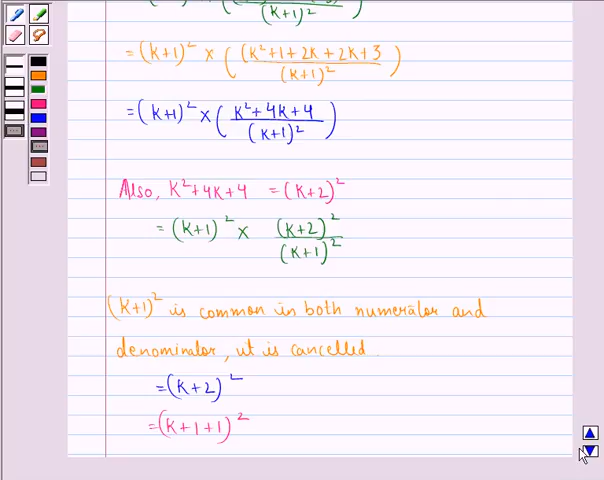 (k+1)²
= (k+1)² × ( (k²+1+2k+2k+3 / (k+1)² )
= (k+1)² × ( k²+4k+4 / (k+1)² )
Also, k²+4k+4 = (k+2)²
= (k+1)² × (k+2)² / (k+1)²
(k+1)² is common in both numerator and
denominator, it is cancelled.
= (k+2)²
= (k+1+1)²